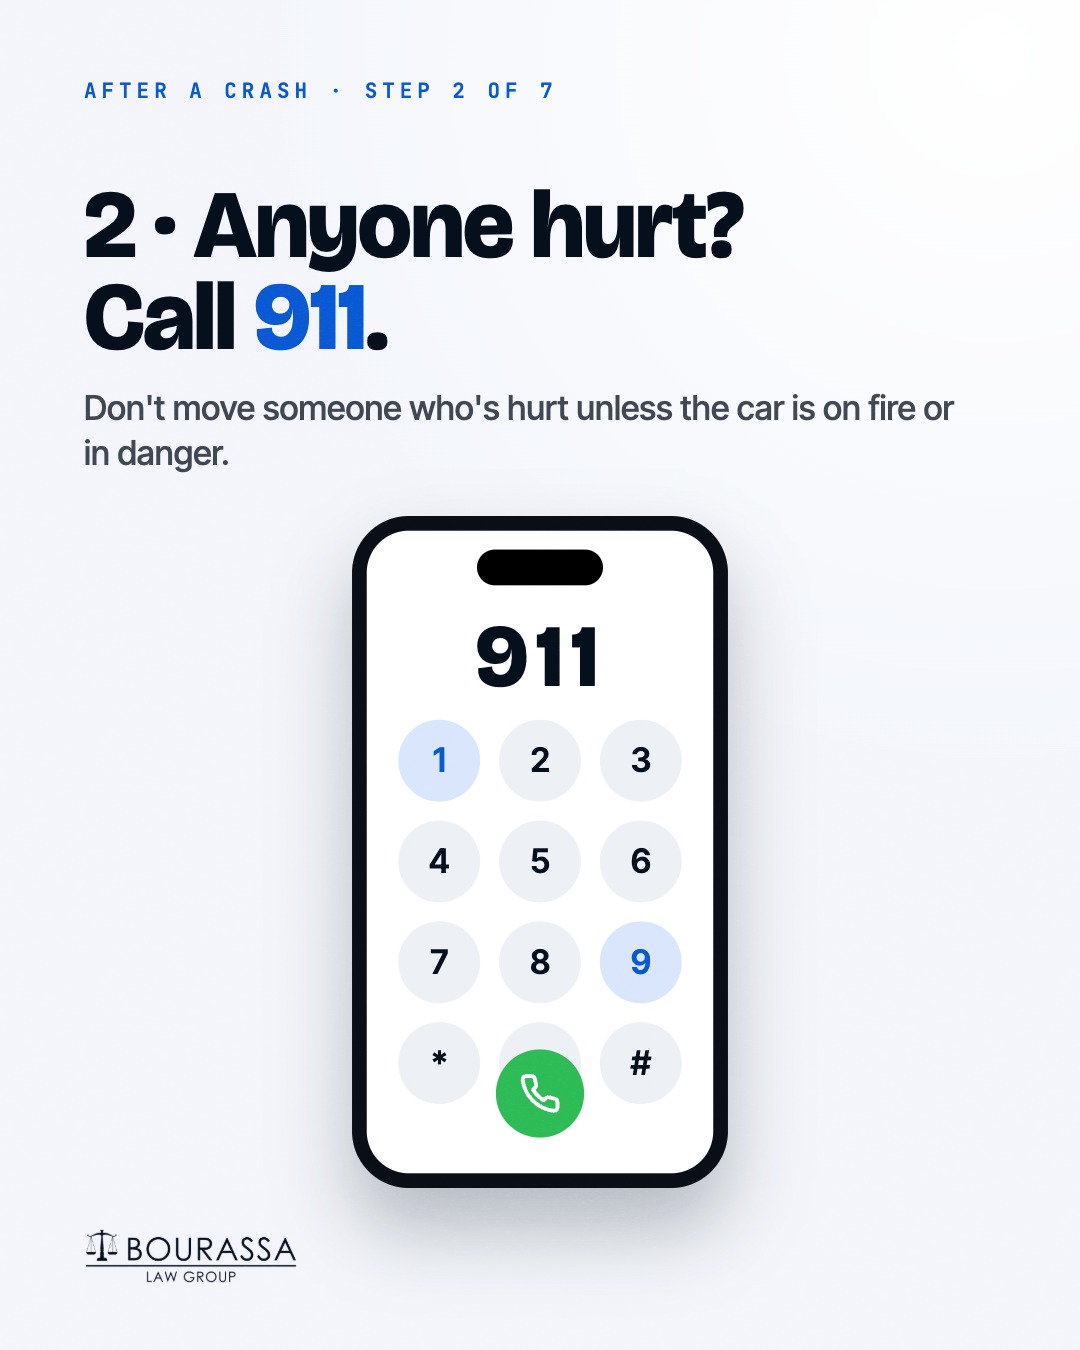 AFTER A CRASH · STEP 2 OF 7
2 · Anyone hurt?
Call 911.
Don't move someone who's hurt unless the car is on fire or
in danger.
911
1 2 3
4 5 6
7 8 9
* #
BOURASSA
LAW GROUP